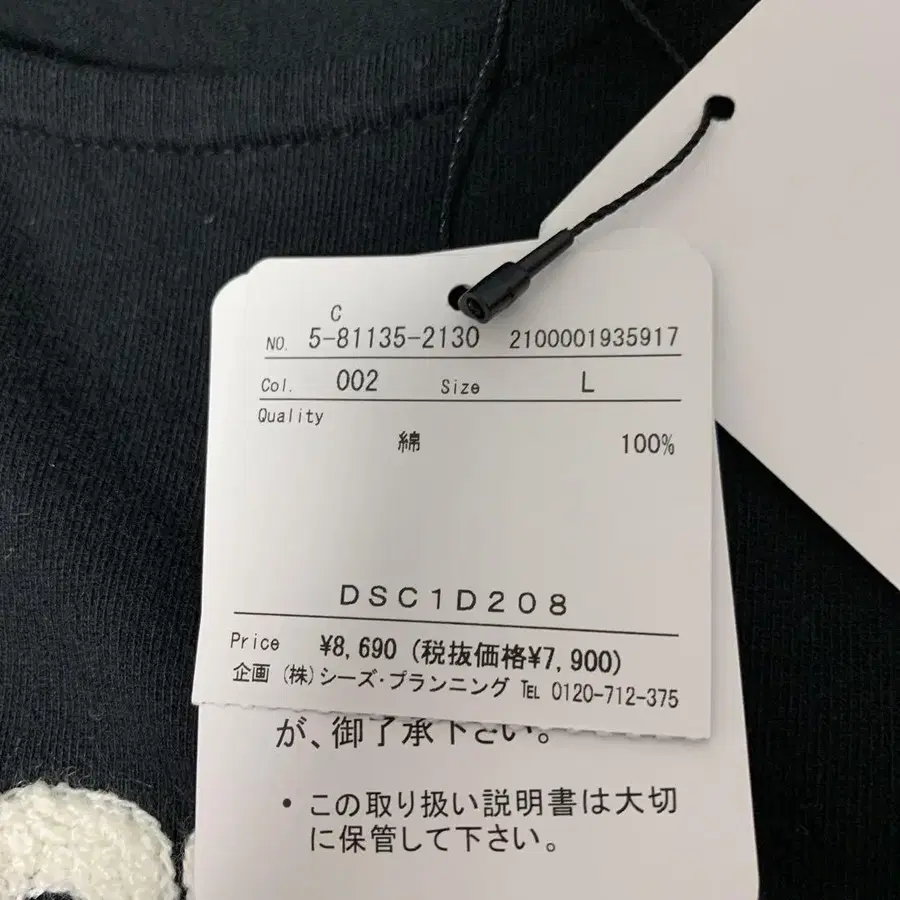 C
NO. 5-81135-2130 2100001935917
Col. 002 Size L
Quality
綿 100%
DSC1D208
Price ¥8,690 (税抜価格¥7,900)
企画 (株)シーズ・プランニング TEL 0120-712-375
が、御了承下さい。
・この取り扱い説明書は大切
に保管して下さい。